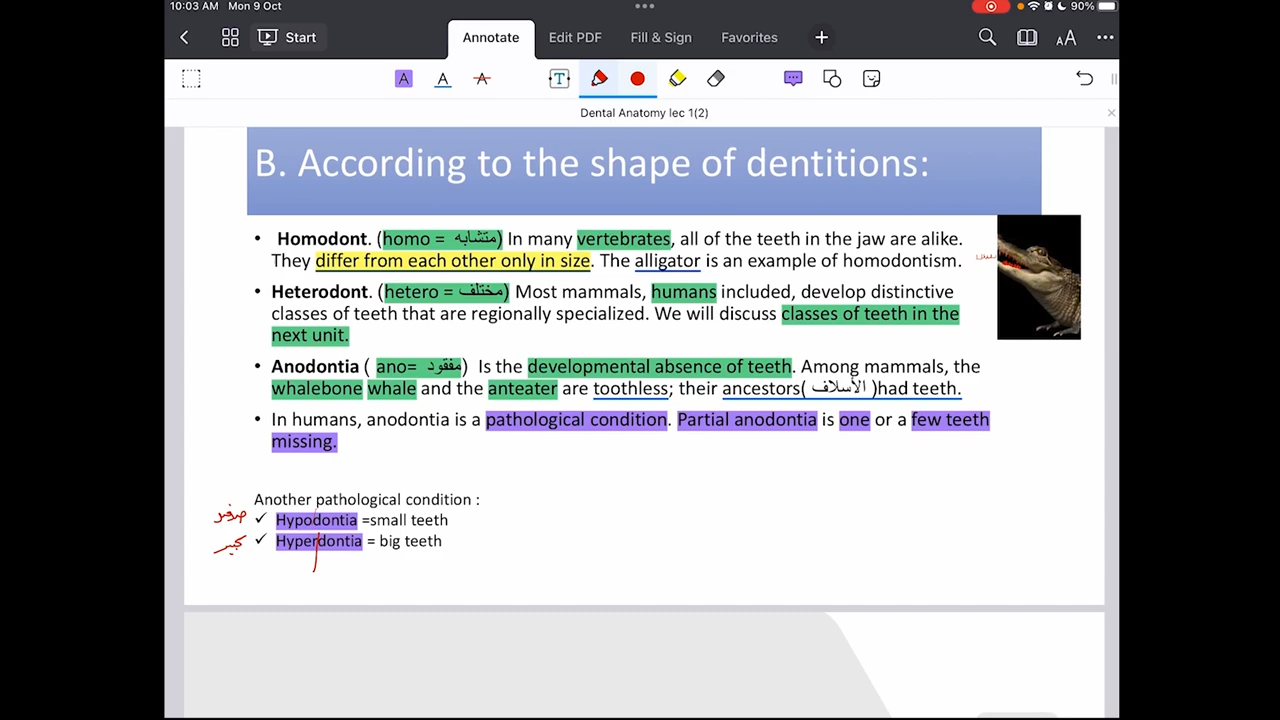 10:03 AM Mon 9 Oct
90%
Start
Annotate
Edit PDF
Fill & Sign
Favorites
Dental Anatomy lec 1(2)
B. According to the shape of dentitions:
• Homodont. (homo = متشابه) In many vertebrates, all of the teeth in the jaw are alike.
They differ from each other only in size. The alligator is an example of homodontism.
• Heterodont. (hetero = مختلف) Most mammals, humans included, develop distinctive
classes of teeth that are regionally specialized. We will discuss classes of teeth in the
next unit.
• Anodontia ( ano= مفقود) Is the developmental absence of teeth. Among mammals, the
whalebone whale and the anteater are toothless; their ancestors( الأسلاف )had teeth.
• In humans, anodontia is a pathological condition. Partial anodontia is one or a few teeth
missing.
Another pathological condition :
✓ Hypodontia =small teeth
✓ Hyperdontia = big teeth
كبير